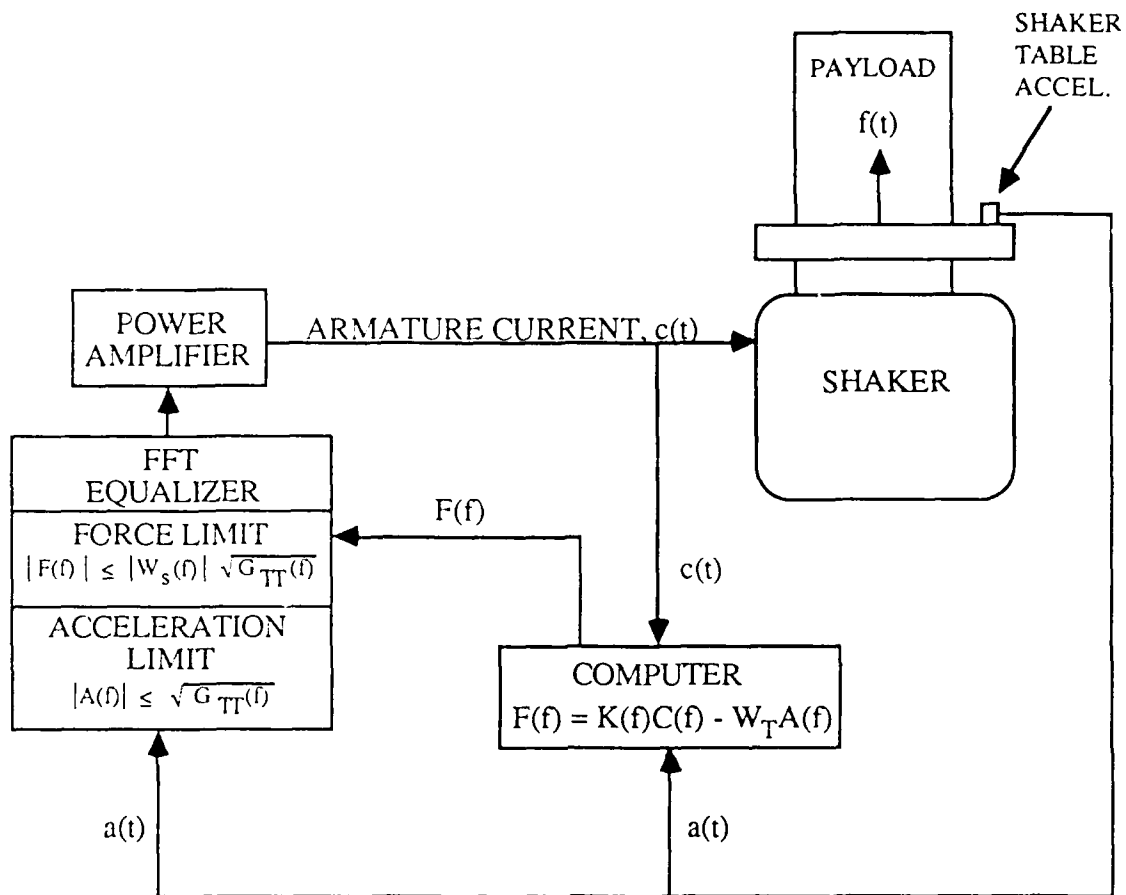 SHAKER
TABLE
ACCEL.
PAYLOAD
f(t)
POWER
AMPLIFIER
ARMATURE CURRENT, c(t)
SHAKER
FFT
EQUALIZER
F(f)
FORCE LIMIT
|F(f)| ≤ |W_s(f)| √G_TT(f)
c(t)
ACCELERATION
LIMIT
|A(f)| ≤ √G_TT(f)
COMPUTER
F(f) = K(f)C(f) - W_TA(f)
a(t)
a(t)